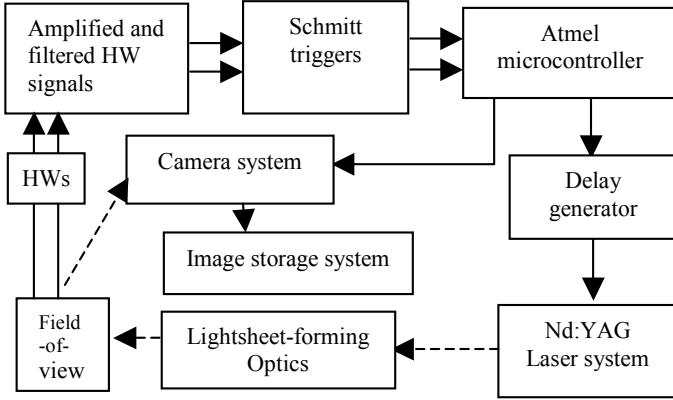 Amplified and
filtered HW
signals
Schmitt
triggers
Atmel
microcontroller
HWs
Camera system
Delay
generator
Image storage system
Field
-of-
view
Lightsheet-forming
Optics
Nd:YAG
Laser system